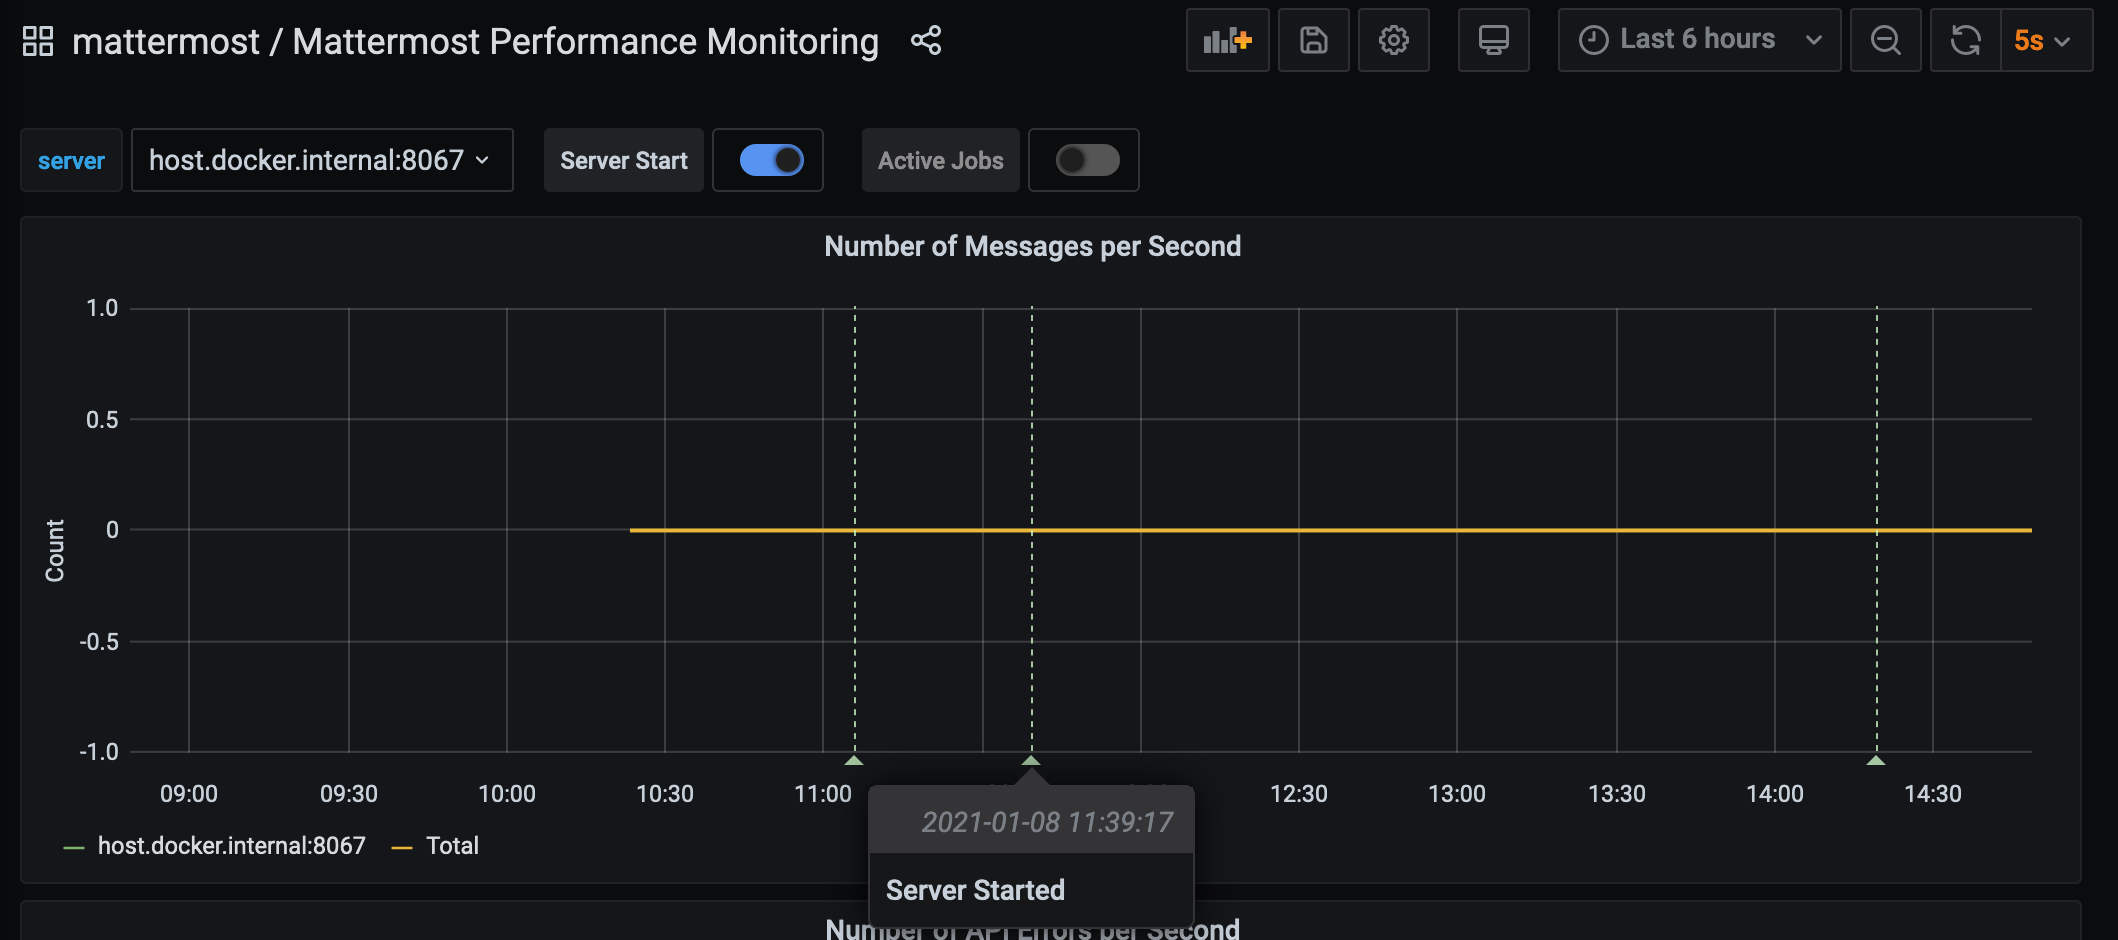 mattermost / Mattermost Performance Monitoring
Last 6 hours
5s
server
host.docker.internal:8067
Server Start
Active Jobs
Number of Messages per Second
1.0
0.5
0
-0.5
-1.0
Count
09:00 09:30 10:00 10:30 11:00 12:30 13:00 13:30 14:00 14:30
host.docker.internal:8067 Total
2021-01-08 11:39:17
Server Started
Number of API Errors per Second